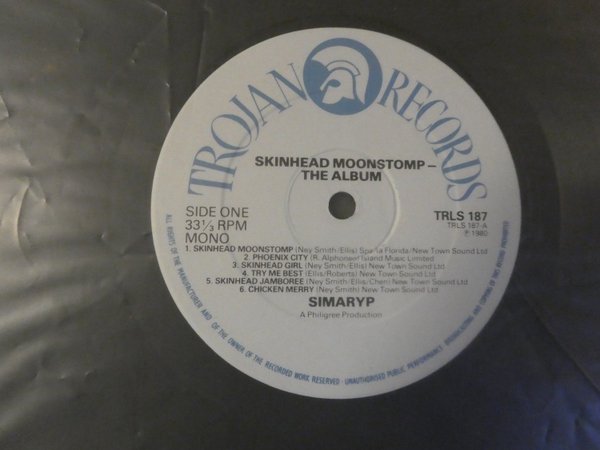 TROJAN RECORDS
SKINHEAD MOONSTOMP –
THE ALBUM
SIDE ONE
33⅓ RPM
MONO
TRLS 187
TRLS 187-A
℗ 1980
1. SKINHEAD MOONSTOMP (Ney Smith/Ellis) Sparta Florida/New Town Sound Ltd
2. PHOENIX CITY (R. Alphonso) Island Music Limited
3. SKINHEAD GIRL (Ney Smith/Ellis) New Town Sound Ltd
4. TRY ME BEST (Ellis/Roberts) New Town Sound Ltd
5. SKINHEAD JAMBOREE (Ney Smith/Ellis/Chen) New Town Sound Ltd
6. CHICKEN MERRY (Ney Smith) New Town Sound Ltd
SIMARYP
A Philigree Production
ALL RIGHTS OF THE MANUFACTURER AND OF THE OWNER OF THE RECORDED WORK RESERVED · UNAUTHORISED PUBLIC PERFORMANCE · BROADCASTING AND COPYING OF THIS RECORD PROHIBITED